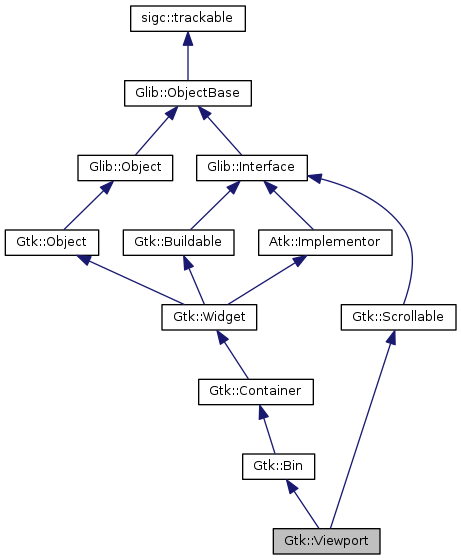 sigc::trackable
Glib::ObjectBase
Glib::Object
Glib::Interface
Gtk::Object
Gtk::Buildable
Atk::Implementor
Gtk::Widget
Gtk::Scrollable
Gtk::Container
Gtk::Bin
Gtk::Viewport